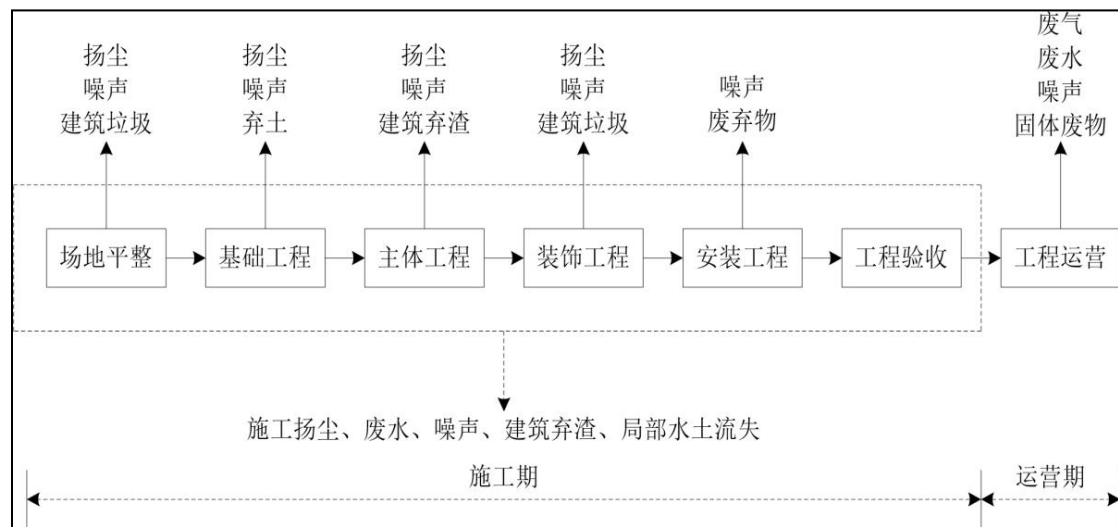 扬尘
噪声
建筑垃圾
扬尘
噪声
弃土
扬尘
噪声
建筑弃渣
扬尘
噪声
建筑垃圾
噪声
废弃物
废气
废水
噪声
固体废物
场地平整
基础工程
主体工程
装饰工程
安装工程
工程验收
工程运营
施工扬尘、废水、噪声、建筑弃渣、局部水土流失
施工期
运营期